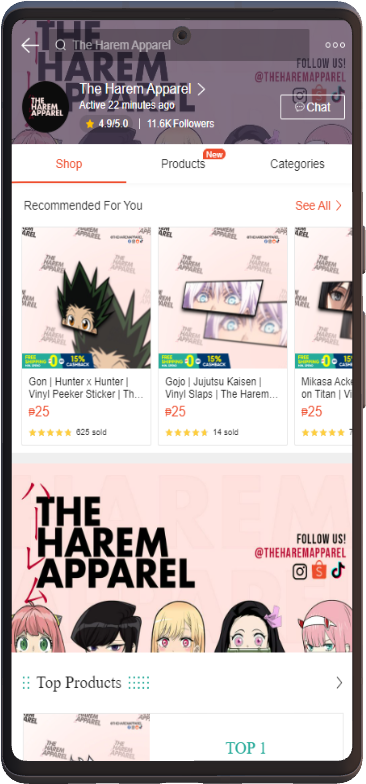 The Harem Apparel
THE
HAREM
APPAREL
FOLLOW US!
@THEHAREMAPPAREL
The Harem Apparel
Active 22 minutes ago
4.9/5.0 | 11.6K Followers
Chat
Shop
Products
New
Categories
Recommended For You
See All
THE
HAREM
APPAREL
FREE
SHIPPING
₱0
15%
CASHBACK
FREE
SHIPPING
₱0
15%
CASHBACK
FREE
SHIPPING
Gon | Hunter x Hunter |
Vinyl Peeker Sticker | Th...
₱25
625 sold
Gojo | Jujutsu Kaisen |
Vinyl Slaps | The Harem...
₱25
14 sold
Mikasa Acke
on Titan | Vi
₱25
ハーレム
THE
HAREM
APPAREL
FOLLOW US!
@THEHAREMAPPAREL
Top Products
TOP 1